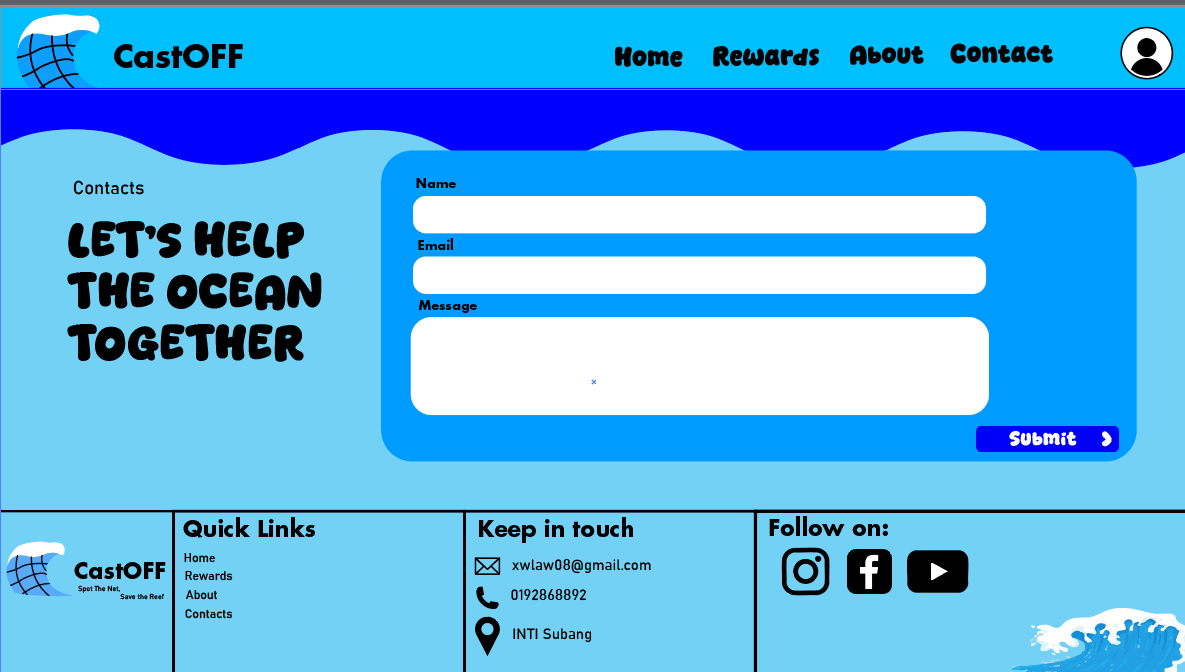 CastOFF
Home Rewards About Contact
Contacts
LET'S HELP
THE OCEAN
TOGETHER
Name
Email
Message
Submit
CastOFF
Spot The Net,
Save the Reef
Quick Links
Home
Rewards
About
Contacts
Keep in touch
xwlaw08@gmail.com
0192868892
INTI Subang
Follow on: